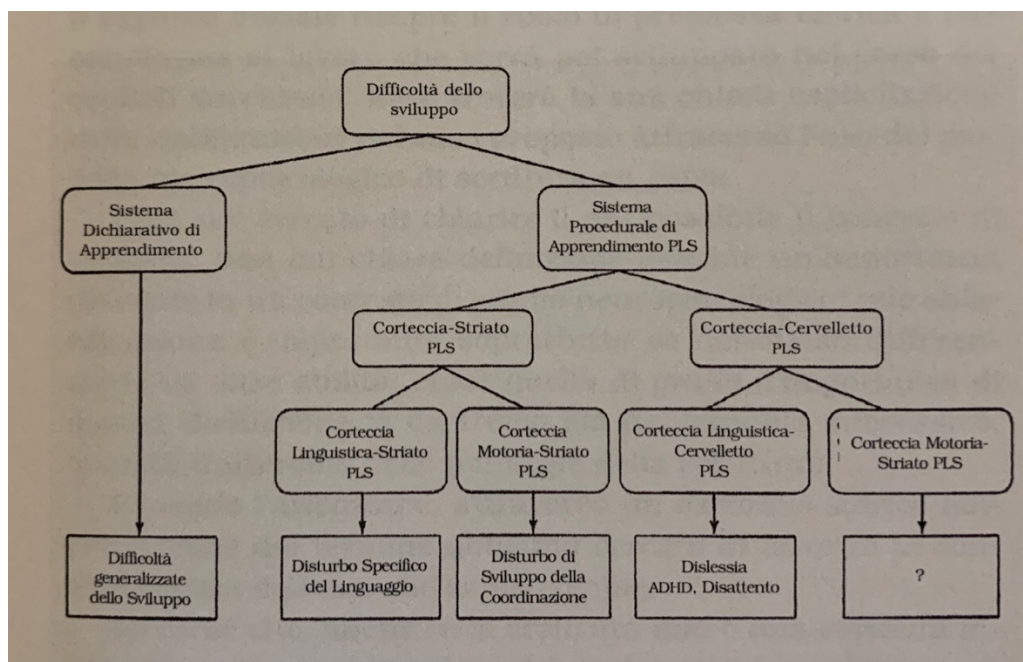 Difficoltà dello
sviluppo
Sistema
Dichiarativo di
Apprendimento
Sistema
Procedurale di
Apprendimento PLS
Corteccia-Striato
PLS
Corteccia-Cervelletto
PLS
Corteccia
Linguistica-Striato
PLS
Corteccia
Motoria-Striato
PLS
Corteccia Linguistica-
Cervelletto
PLS
Corteccia Motoria-
Striato PLS
Difficoltà
generalizzate
dello Sviluppo
Disturbo Specifico
del Linguaggio
Disturbo di
Sviluppo della
Coordinazione
Dislessia
ADHD, Disattento
?